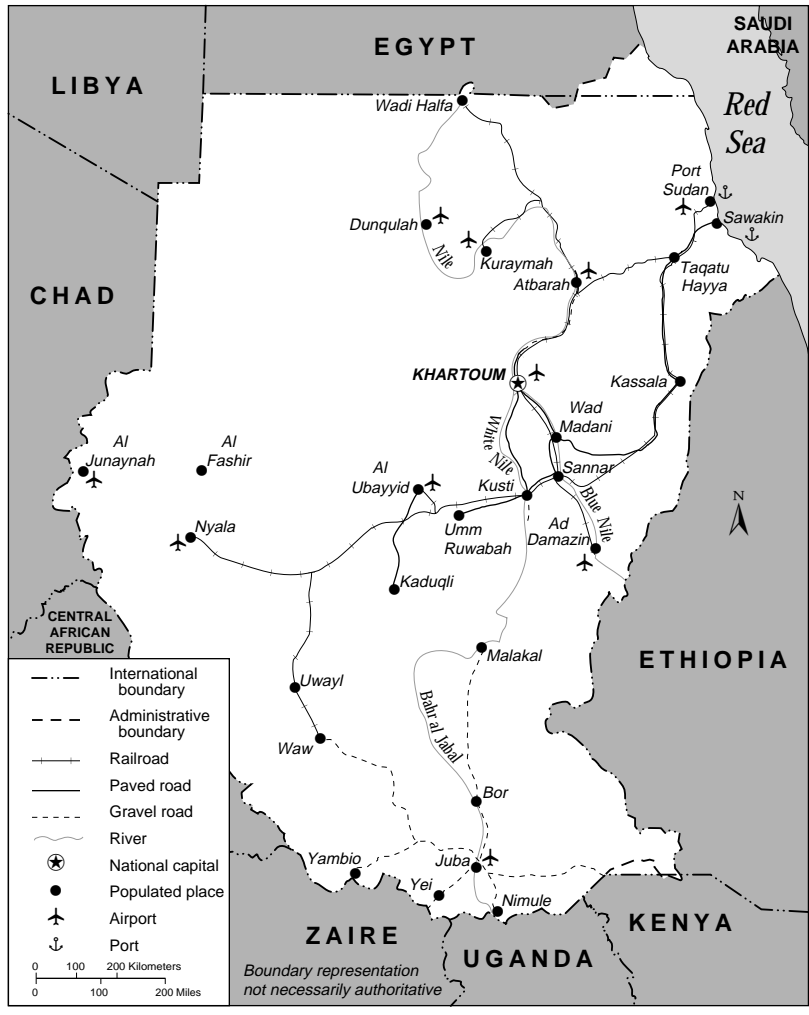 SAUDI
ARABIA
EGYPT
LIBYA
Red
Sea
Wadi Halfa
Port
Sudan
Sawakin
Dunqulah
Nile
Kuraymah
Atbarah
Taqatu
Hayya
CHAD
KHARTOUM
Kassala
Wad
Madani
White
Nile
Al
Junaynah
Al
Fashir
Al
Ubayyid
Sannar
Kusti
Blue Nile
N
Nyala
Umm
Ruwabah
Ad
Damazin
Kaduqli
CENTRAL
AFRICAN
REPUBLIC
ETHIOPIA
Malakal
Uwayl
Bahr al Jabal
Waw
Bor
Yambio
Juba
Yei
Nimule
KENYA
ZAIRE
UGANDA
International
boundary
Administrative
boundary
Railroad
Paved road
Gravel road
River
National capital
Populated place
Airport
Port
0 100 200 Kilometers
0 100 200 Miles
Boundary representation
not necessarily authoritative